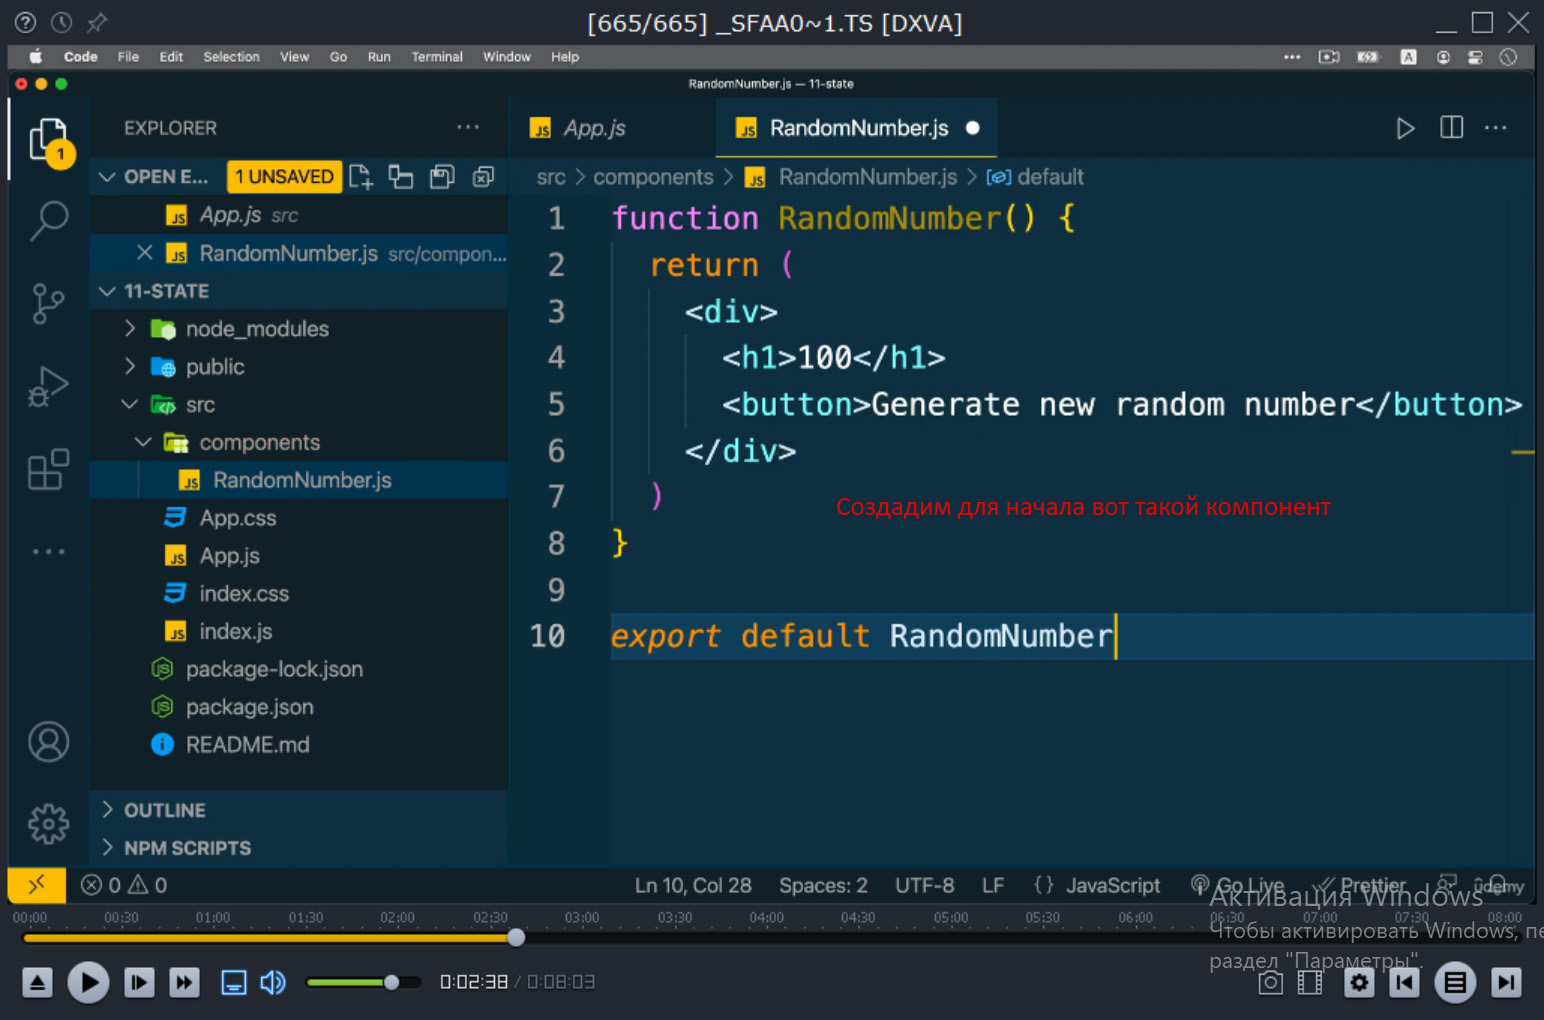 [665/665] _SFAA0~1.TS [DXVA]
Code File Edit Selection View Go Run Terminal Window Help
A
RandomNumber.js — 11-state
1
EXPLORER
OPEN E... 1 UNSAVED
App.js src
RandomNumber.js src/compon...
11-STATE
node_modules
public
src
components
RandomNumber.js
App.css
App.js
index.css
index.js
package-lock.json
package.json
README.md
OUTLINE
NPM SCRIPTS
App.js RandomNumber.js
src > components > RandomNumber.js > default
1 function RandomNumber() {
2 return (
3 <div>
4 <h1>100</h1>
5 <button>Generate new random number</button>
6 </div>
7 )
Создадим для начала вот такой компонент
8 }
9
10 export default RandomNumber
0 0 Ln 10, Col 28 Spaces: 2 UTF-8 LF {} JavaScript Go Live Prettier
ûdemy
Активация Windows
Чтобы активировать Windows, пе
раздел "Параметры".
00:00 00:30 01:00 01:30 02:00 02:30 03:00 03:30 04:00 04:30 05:00 05:30 06:00 06:30 07:00 07:30 08:00
0:02:38 / 0:08:03